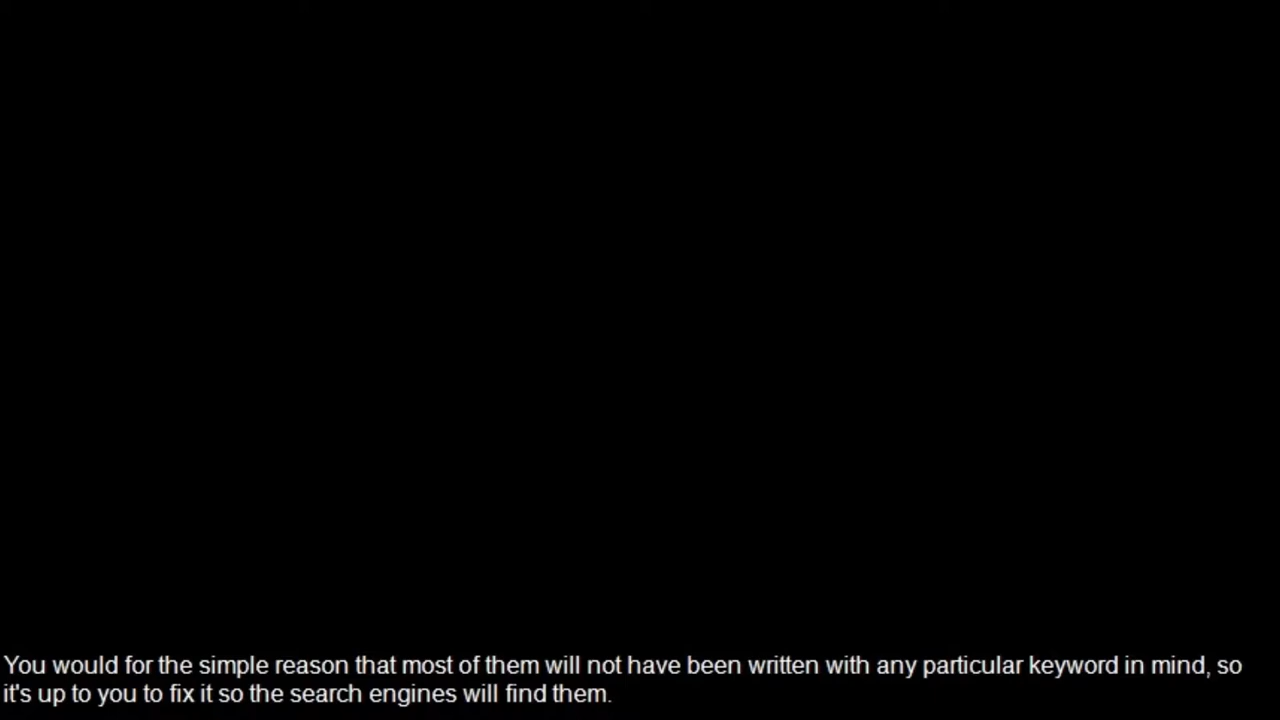 You would for the simple reason that most of them will not have been written with any particular keyword in mind, so
it's up to you to fix it so the search engines will find them.